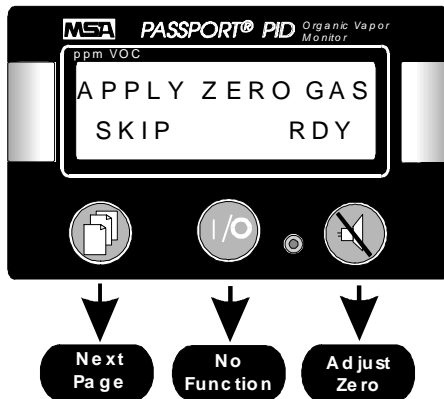 MSA PASSPORT® PID Organic Vapor Monitor
ppm VOC
APPLY ZERO GAS
SKIP RDY
I/O
Next Page
No Function
Adjust Zero